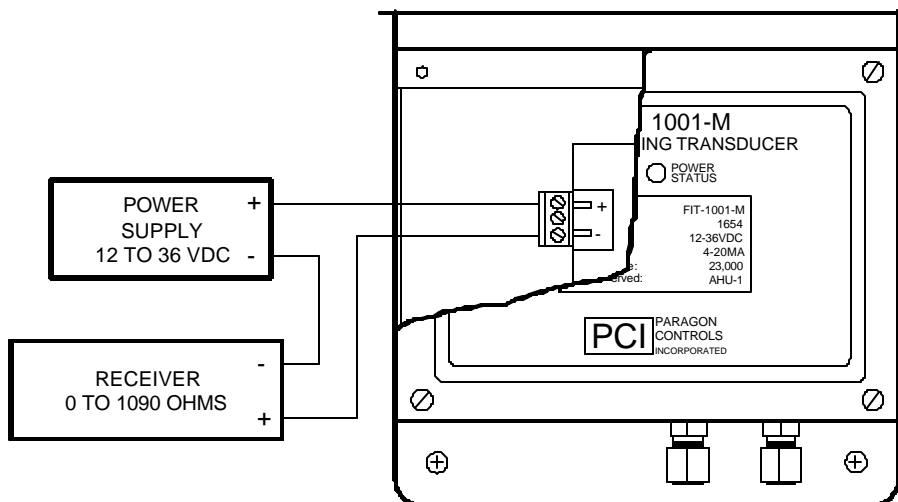 1001-M
ING TRANSDUCER
POWER
STATUS
POWER
SUPPLY
12 TO 36 VDC
+
-
+
-
FIT-1001-M
1654
12-36VDC
4-20MA
e: 23,000
erved: AHU-1
RECEIVER
0 TO 1090 OHMS
-
+
PCI
PARAGON
CONTROLS
INCORPORATED